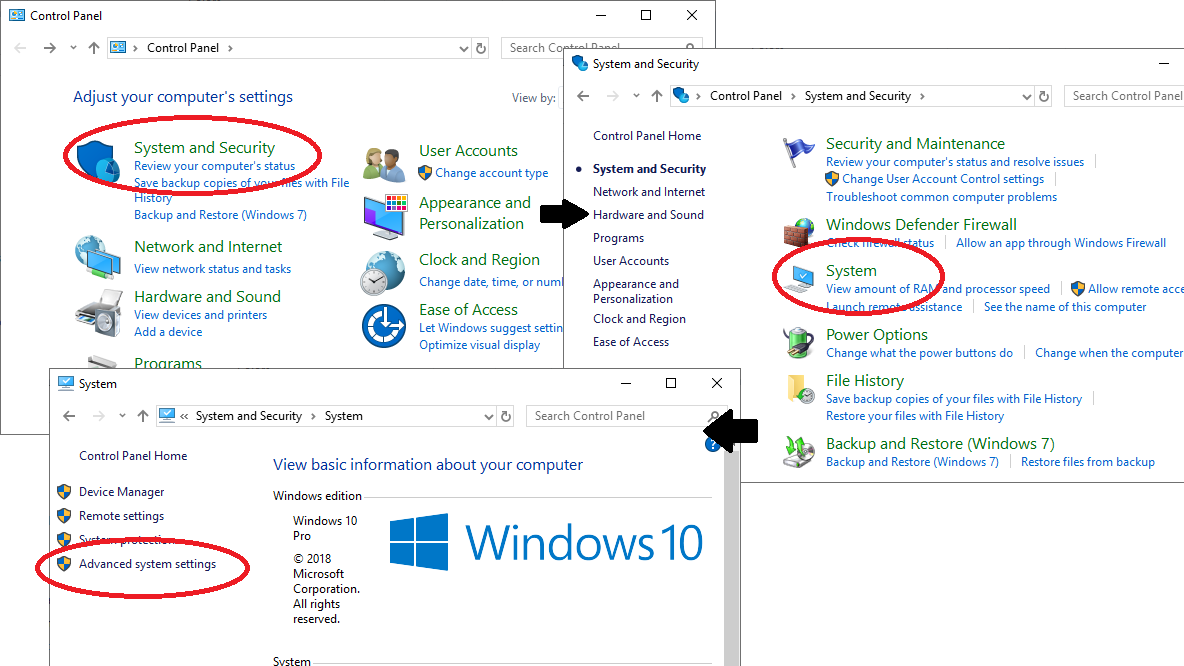 Control Panel
Control Panel
Search Control Panel
Adjust your computer's settings
View by:
System and Security
Review your computer's status
Save backup copies of your files with File
History
Backup and Restore (Windows 7)
Network and Internet
View network status and tasks
Hardware and Sound
View devices and printers
Add a device
Programs
User Accounts
Change account type
Appearance and
Personalization
Clock and Region
Change date, time, or num
Ease of Access
Let Windows suggest settin
Optimize visual display
System and Security
Control Panel > System and Security >
Search Control Panel
Control Panel Home
System and Security
Network and Internet
Hardware and Sound
Programs
User Accounts
Appearance and
Personalization
Clock and Region
Ease of Access
Security and Maintenance
Review your computer's status and resolve issues
Change User Account Control settings
Troubleshoot common computer problems
Windows Defender Firewall
Check firewall status
Allow an app through Windows Firewall
System
View amount of RAM and processor speed
Allow remote acce
Launch remote assistance
See the name of this computer
Power Options
Change what the power buttons do
Change when the computer
File History
Save backup copies of your files with File History
Restore your files with File History
Backup and Restore (Windows 7)
Backup and Restore (Windows 7)
Restore files from backup
System
« System and Security > System
Search Control Panel
?
Control Panel Home
Device Manager
Remote settings
System protection
Advanced system settings
View basic information about your computer
Windows edition
Windows 10
Pro
© 2018
Microsoft
Corporation.
All rights
reserved.
Windows 10
System